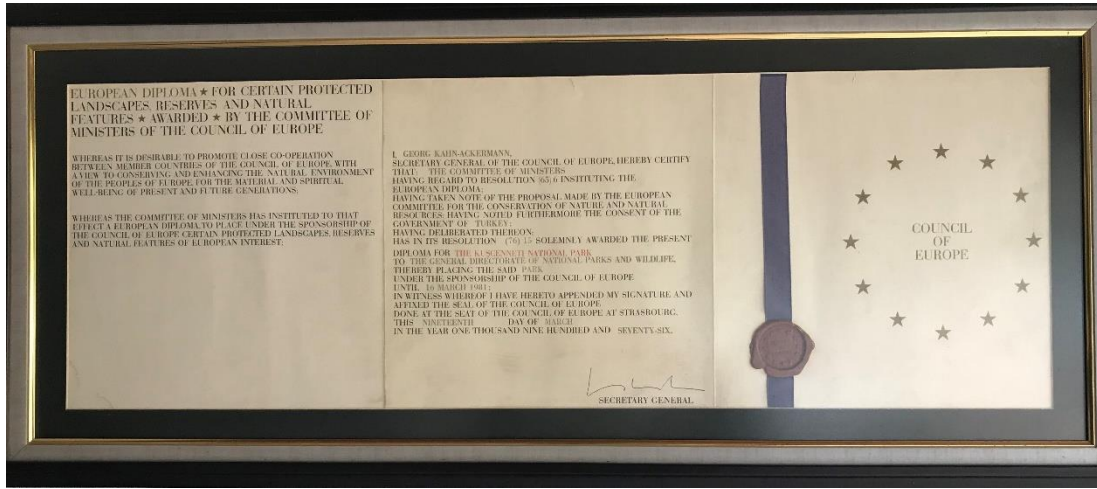 EUROPEAN DIPLOMA ★ FOR CERTAIN PROTECTED
LANDSCAPES, RESERVES AND NATURAL
FEATURES ★ AWARDED ★ BY THE COMMITTEE OF
MINISTERS OF THE COUNCIL OF EUROPE
WHEREAS IT IS DESIRABLE TO PROMOTE CLOSE CO-OPERATION
BETWEEN MEMBER COUNTRIES OF THE COUNCIL OF EUROPE, WITH
A VIEW TO CONSERVING AND ENHANCING THE NATURAL ENVIRONMENT
OF THE PEOPLES OF EUROPE, FOR THE MATERIAL AND SPIRITUAL
WELL-BEING OF PRESENT AND FUTURE GENERATIONS;
WHEREAS THE COMMITTEE OF MINISTERS HAS INSTITUTED TO THAT
EFFECT A EUROPEAN DIPLOMA, TO PLACE UNDER THE SPONSORSHIP OF
THE COUNCIL OF EUROPE CERTAIN PROTECTED LANDSCAPES, RESERVES
AND NATURAL FEATURES OF EUROPEAN INTEREST;
I, GEORG KAHN-ACKERMANN,
SECRETARY GENERAL OF THE COUNCIL OF EUROPE, HEREBY CERTIFY
THAT: THE COMMITTEE OF MINISTERS
HAVING REGARD TO RESOLUTION (65) 6 INSTITUTING THE
EUROPEAN DIPLOMA;
HAVING TAKEN NOTE OF THE PROPOSAL MADE BY THE EUROPEAN
COMMITTEE FOR THE CONSERVATION OF NATURE AND NATURAL
RESOURCES; HAVING NOTED FURTHERMORE THE CONSENT OF THE
GOVERNMENT OF TURKEY;
HAVING DELIBERATED THEREON;
HAS IN ITS RESOLUTION (76) 15 SOLEMNLY AWARDED THE PRESENT
DIPLOMA FOR THE KUSCENNETI NATIONAL PARK
TO THE GENERAL DIRECTORATE OF NATIONAL PARKS AND WILDLIFE,
THEREBY PLACING THE SAID PARK
UNDER THE SPONSORSHIP OF THE COUNCIL OF EUROPE
UNTIL 18 MARCH 1981;
IN WITNESS WHEREOF I HAVE HERETO APPENDED MY SIGNATURE AND
AFFIXED THE SEAL OF THE COUNCIL OF EUROPE
DONE AT THE SEAT OF THE COUNCIL OF EUROPE AT STRASBOURG,
THIS NINETEENTH DAY OF MARCH
IN THE YEAR ONE THOUSAND NINE HUNDRED AND SEVENTY-SIX.
SECRETARY GENERAL
COUNCIL
OF
EUROPE